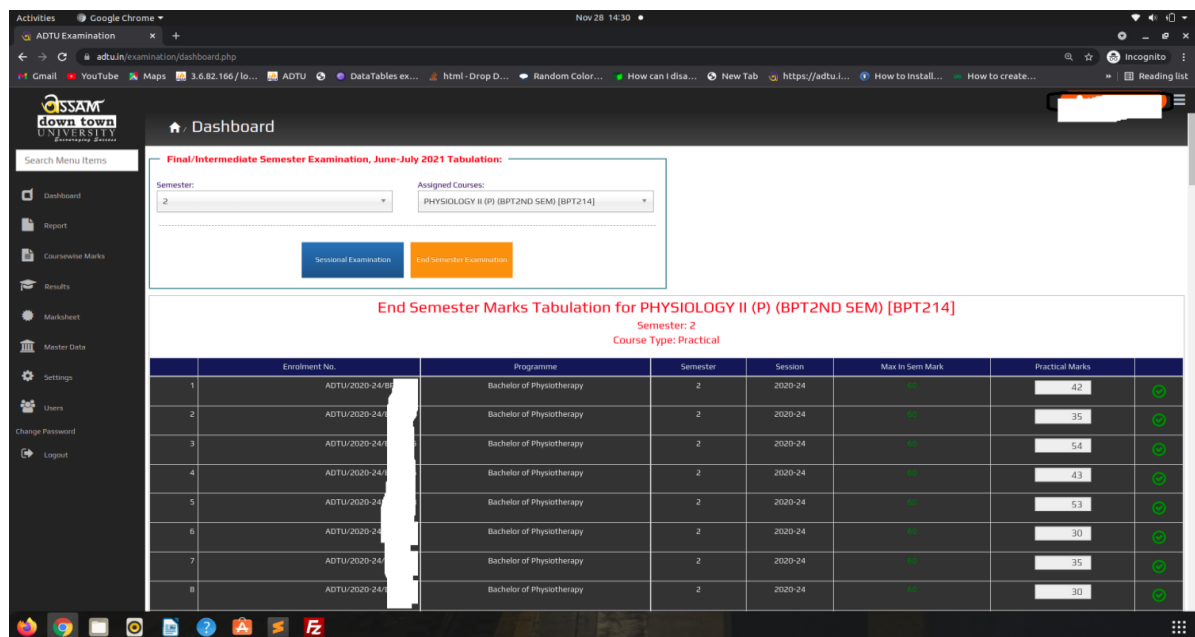 Activities Google Chrome Nov 28 14:30
ADTU Examination
adtu.in/examination/dashboard.php Incognito
Gmail YouTube Maps 3.6.82.166 / lo... ADTU DataTables ex... html - Drop D... Random Color... How can I disa... New Tab https://adtu.i... How to Install... How to create... » Reading list
assam
down town
UNIVERSITY
Encouraging Success
/ Dashboard
Search Menu Items
Dashboard
Report
Coursewise Marks
Results
Marksheet
Master Data
Settings
Users
Change Password
Logout
Final/Intermediate Semester Examination, June-July 2021 Tabulation:
Semester: Assigned Courses:
2 PHYSIOLOGY II (P) (BPT2ND SEM) [BPT214]
Sessional Examination End Semester Examination
End Semester Marks Tabulation for PHYSIOLOGY II (P) (BPT2ND SEM) [BPT214]
Semester: 2
Course Type: Practical
Enrolment No. Programme Semester Session Max In Sem Mark Practical Marks
1 ADTU/2020-24/ Bachelor of Physiotherapy 2 2020-24 60 42
2 ADTU/2020-24/ Bachelor of Physiotherapy 2 2020-24 60 35
3 ADTU/2020-24/ Bachelor of Physiotherapy 2 2020-24 60 54
4 ADTU/2020-24/ Bachelor of Physiotherapy 2 2020-24 60 43
5 ADTU/2020-24 Bachelor of Physiotherapy 2 2020-24 60 53
6 ADTU/2020-24 Bachelor of Physiotherapy 2 2020-24 60 30
7 ADTU/2020-24/ Bachelor of Physiotherapy 2 2020-24 60 35
8 ADTU/2020-24/ Bachelor of Physiotherapy 2 2020-24 60 30